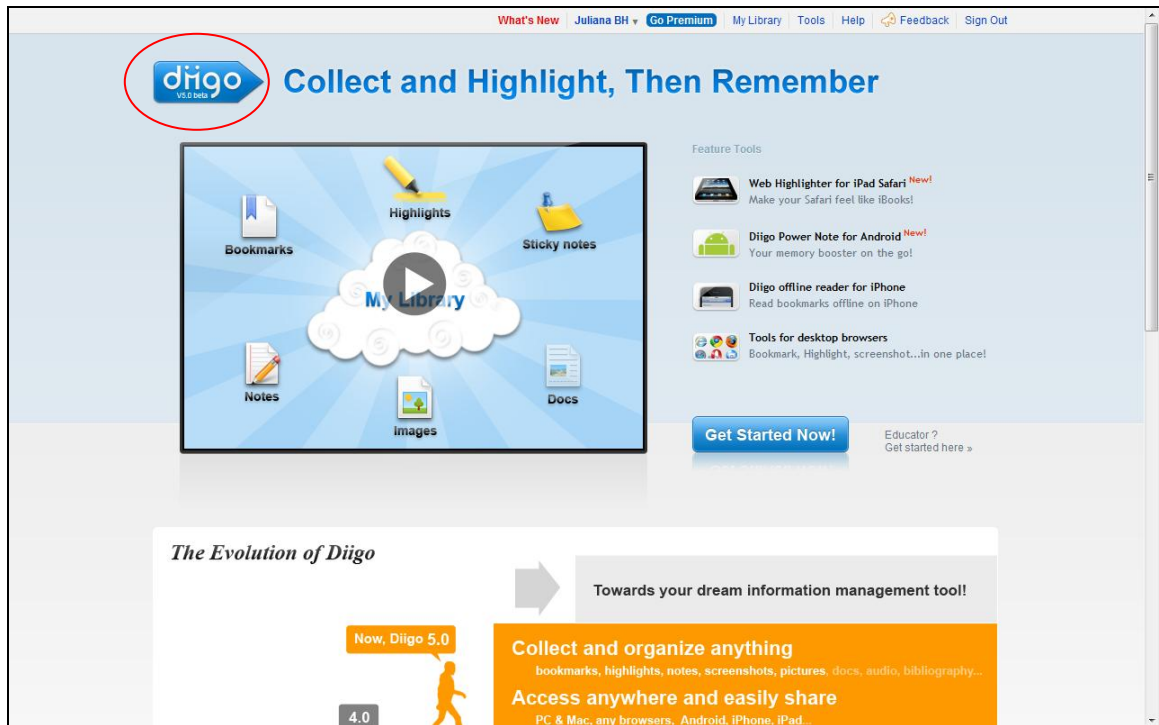 What's New Juliana BH Go Premium My Library Tools Help Feedback Sign Out
diigo
V5.0 beta
Collect and Highlight, Then Remember
Highlights
Bookmarks
Sticky notes
My Library
Notes
Docs
Images
Feature Tools
Web Highlighter for iPad Safari New!
Make your Safari feel like iBooks!
Diigo Power Note for Android New!
Your memory booster on the go!
Diigo offline reader for iPhone
Read bookmarks offline on iPhone
Tools for desktop browsers
Bookmark, Highlight, screenshot...in one place!
Get Started Now!
Educator ?
Get started here »
The Evolution of Diigo
Towards your dream information management tool!
Now, Diigo 5.0
4.0
Collect and organize anything
bookmarks, highlights, notes, screenshots, pictures, docs, audio, bibliography...
Access anywhere and easily share
PC & Mac, any browsers, Android, iPhone, iPad...